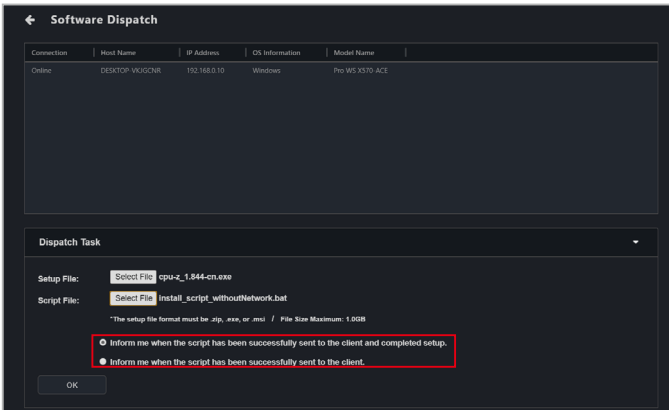 Software Dispatch
Connection Host Name IP Address OS Information Model Name
Online DESKTOP-VKJGCNR 192.168.0.10 Windows Pro WS X570-ACE
Dispatch Task
Setup File: Select File cpu-z_1.844-cn.exe
Script File: Select File Install_script_withoutNetwork.bat
*The setup file format must be .zip, .exe, or .msi / File Size Maximum: 1.0GB
Inform me when the script has been successfully sent to the client and completed setup.
Inform me when the script has been successfully sent to the client.
OK